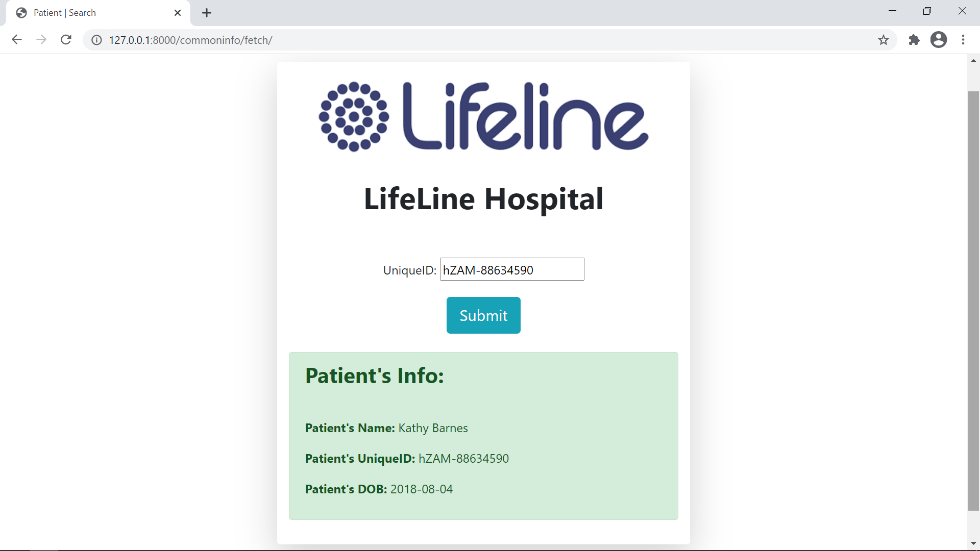 Patient | Search
127.0.0.1:8000/commoninfo/fetch/
Lifeline
LifeLine Hospital
UniqueID: hZAM-88634590
Submit
Patient's Info:
Patient's Name: Kathy Barnes
Patient's UniqueID: hZAM-88634590
Patient's DOB: 2018-08-04